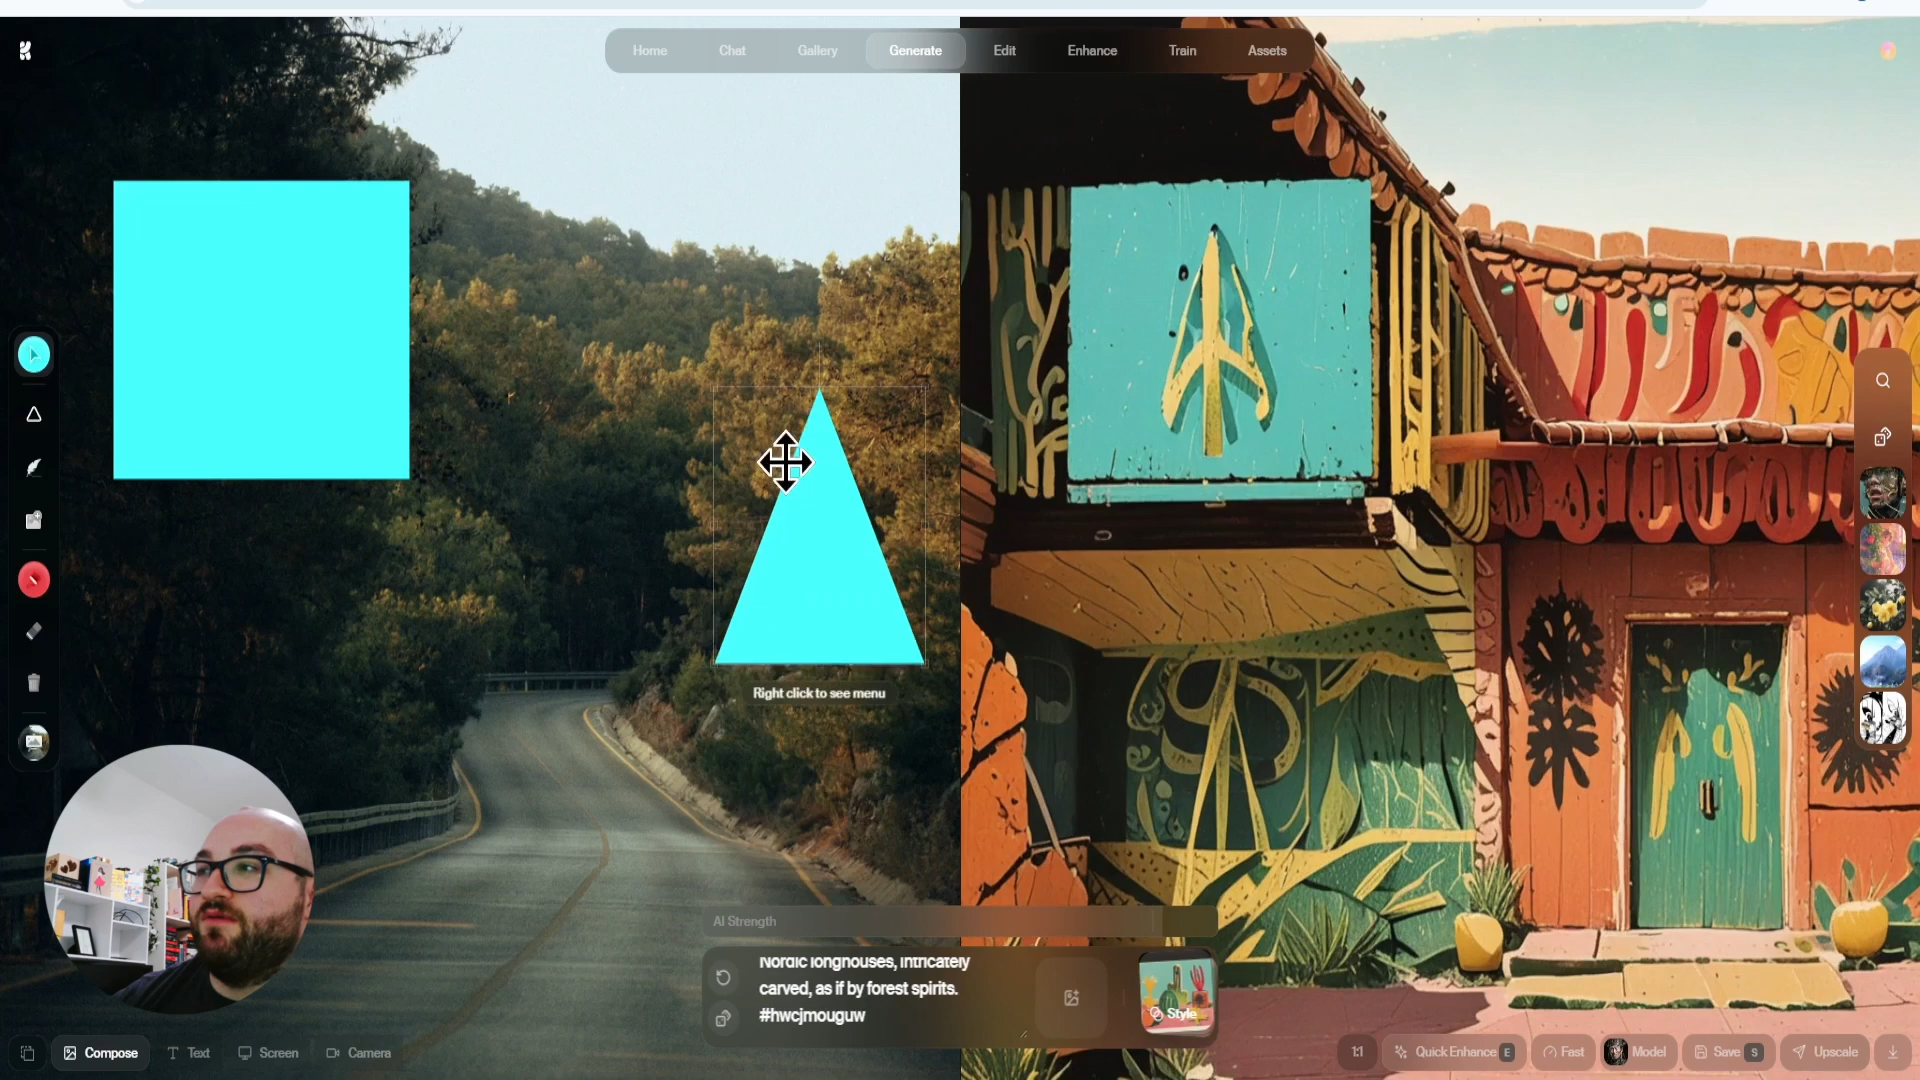 Home
Chat
Gallery
Generate
Edit
Enhance
Train
Assets
Right click to see menu
AI Strength
Nordic longhouses, intricately
carved, as if by forest spirits.
#hwcjmouguw
Style
Compose
Text
Screen
Camera
1:1
Quick Enhance E
Fast
Model
Save S
Upscale